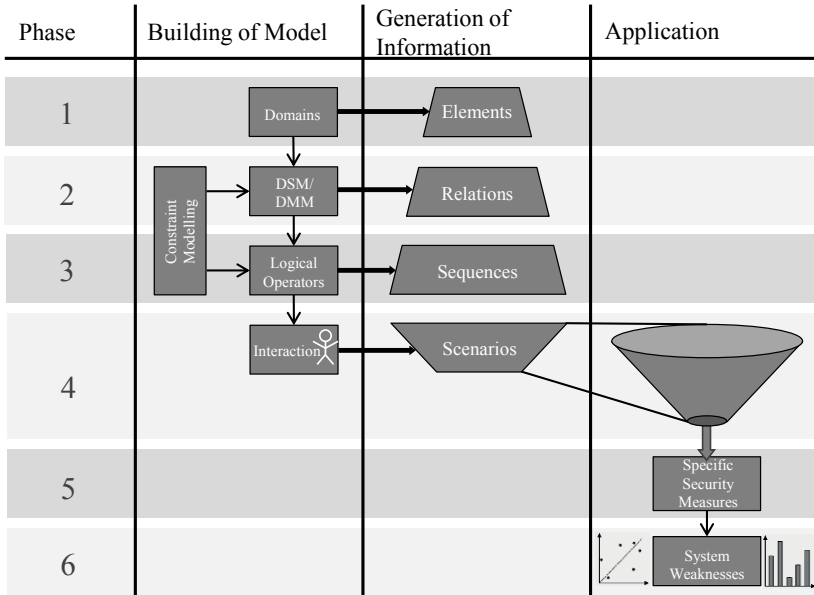 Phase
Building of Model
Generation of
Information
Application
1
Domains
Elements
2
Constraint
Modelling
DSM/
DMM
Relations
3
Logical
Operators
Sequences
4
Interaction
Scenarios
5
Specific
Security
Measures
6
System
Weaknesses